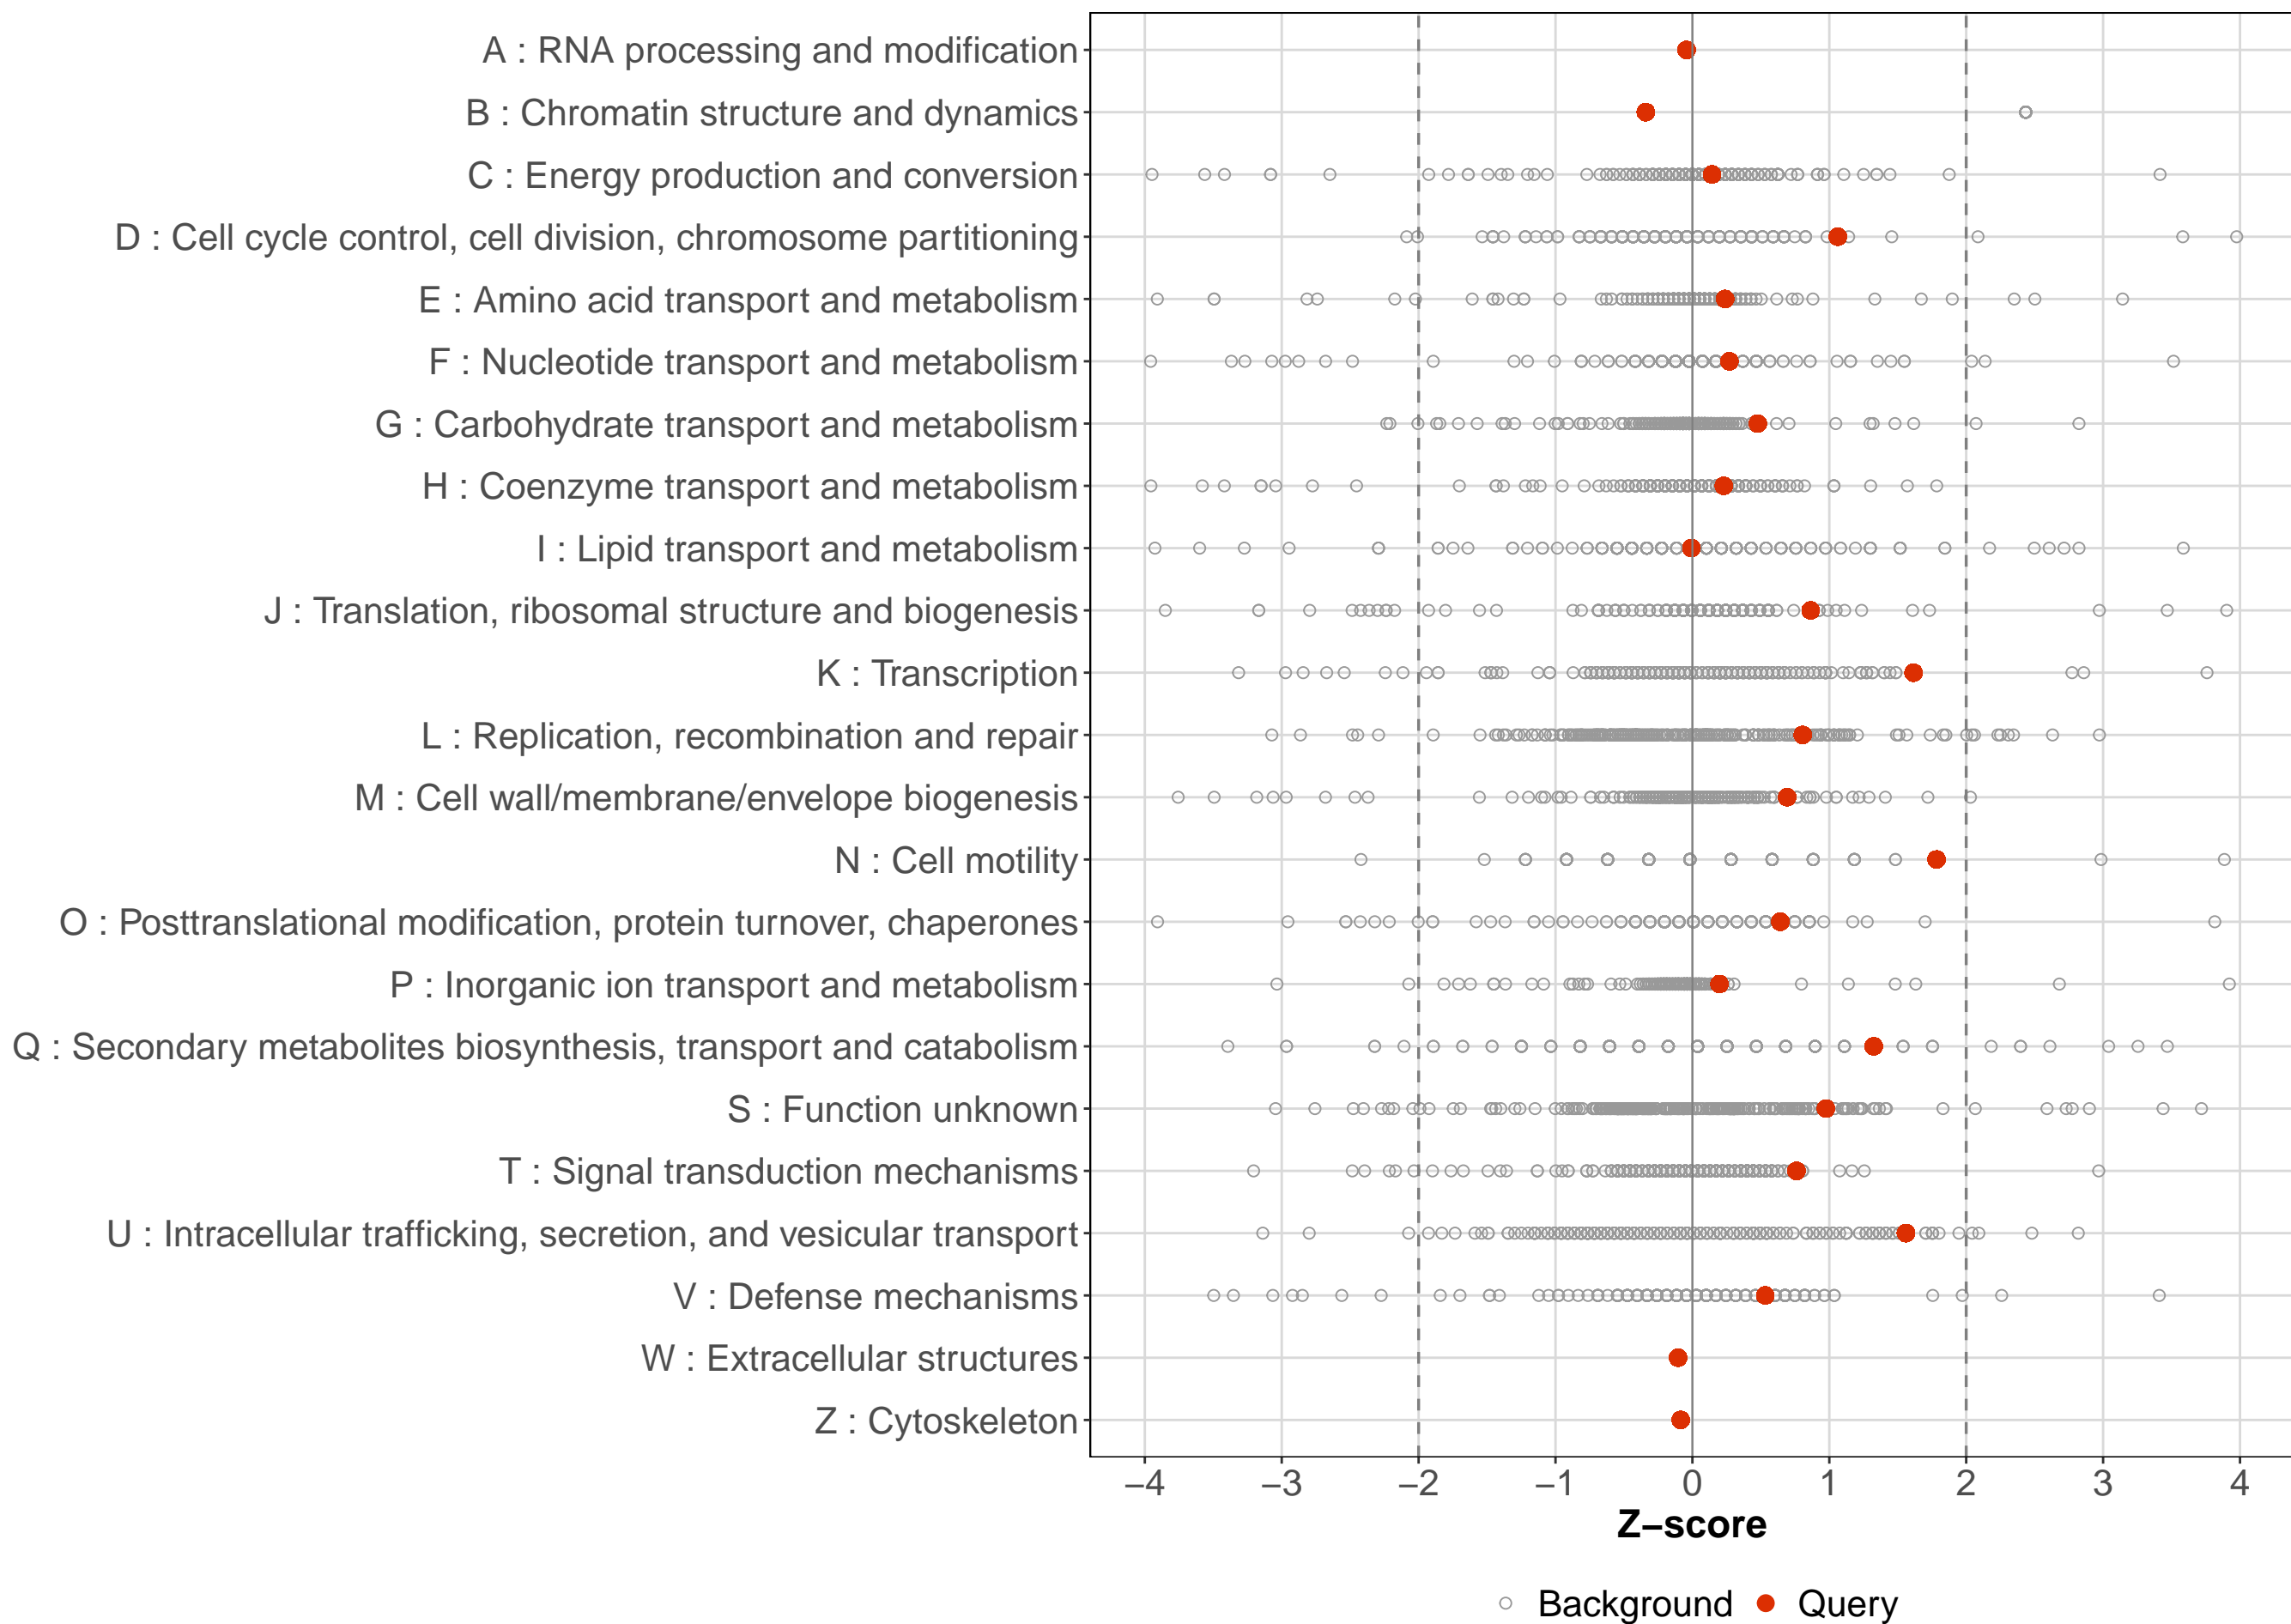 A : RNA processing and modification
B : Chromatin structure and dynamics
C : Energy production and conversion
D : Cell cycle control, cell division, chromosome partitioning
E : Amino acid transport and metabolism
F : Nucleotide transport and metabolism
G : Carbohydrate transport and metabolism
H : Coenzyme transport and metabolism
I : Lipid transport and metabolism
J : Translation, ribosomal structure and biogenesis
K : Transcription
L : Replication, recombination and repair
M : Cell wall/membrane/envelope biogenesis
N : Cell motility
O : Posttranslational modification, protein turnover, chaperones
P : Inorganic ion transport and metabolism
Q : Secondary metabolites biosynthesis, transport and catabolism
S : Function unknown
T : Signal transduction mechanisms
U : Intracellular trafficking, secretion, and vesicular transport
V : Defense mechanisms
W : Extracellular structures
Z : Cytoskeleton
−4 −3 −2 −1 0 1 2 3 4
Z−score
Background Query